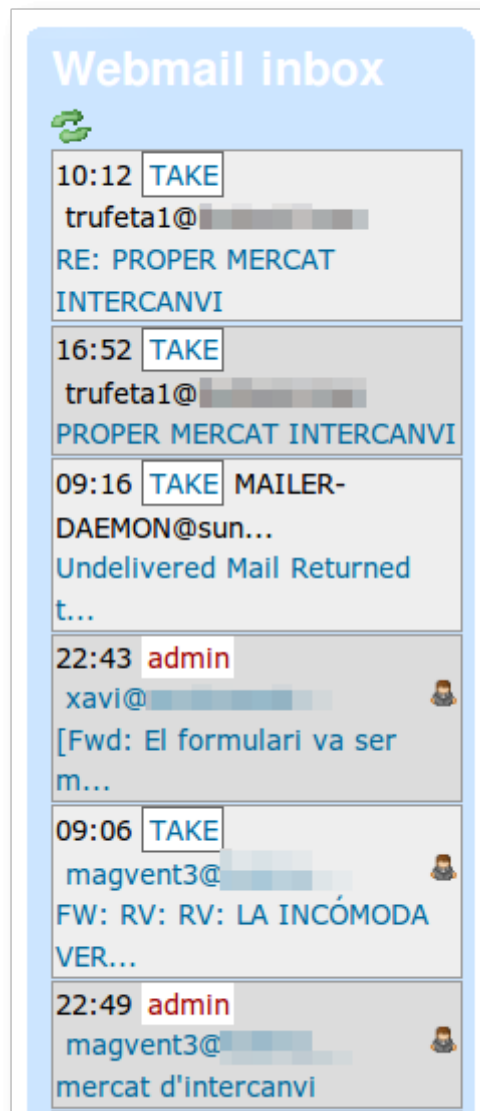 Webmail inbox
10:12 TAKE
trufeta1@
RE: PROPER MERCAT
INTERCANVI
16:52 TAKE
trufeta1@
PROPER MERCAT INTERCANVI
09:16 TAKE MAILER-
DAEMON@sun...
Undelivered Mail Returned
t...
22:43 admin
xavi@
[Fwd: El formulari va ser
m...
09:06 TAKE
magvent3@
FW: RV: RV: LA INCÓMODA
VER...
22:49 admin
magvent3@
mercat d'intercanvi